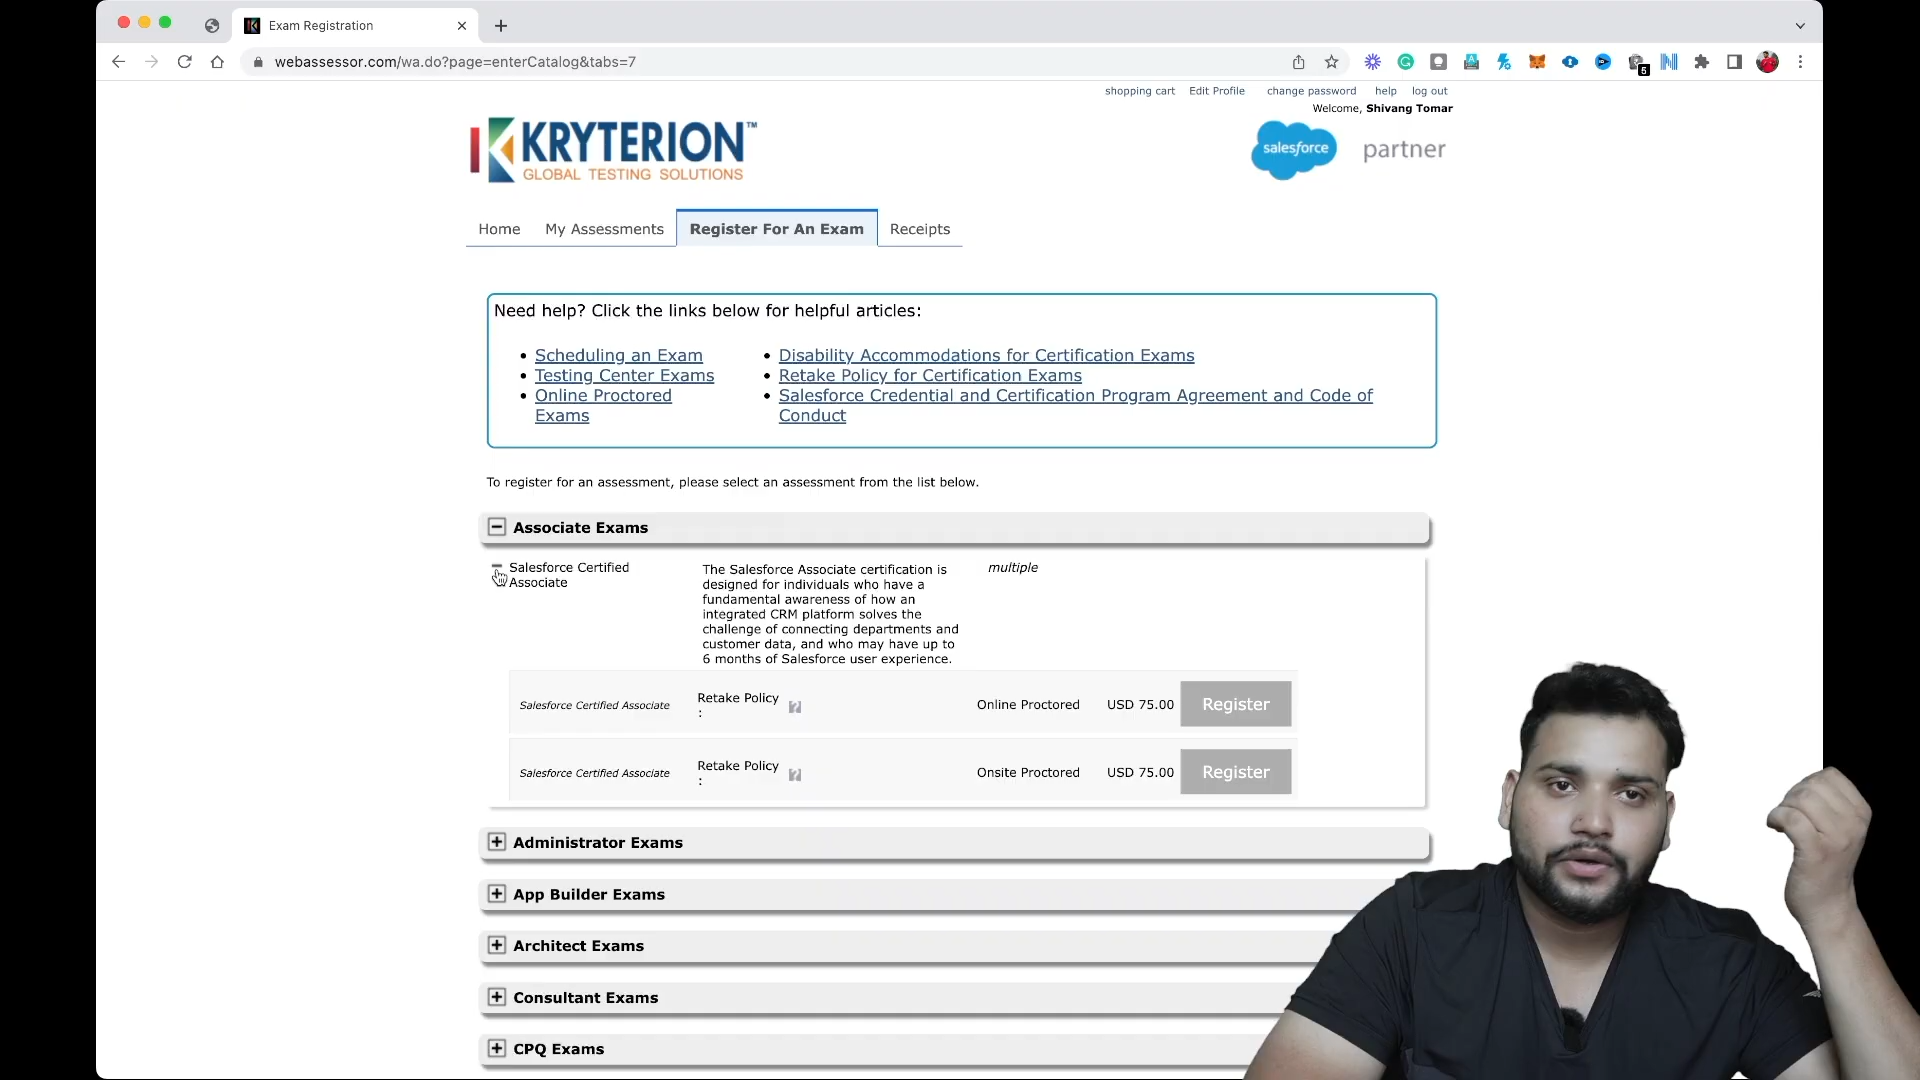 Exam Registration
webassessor.com/wa.do?page=enterCatalog&tabs=7
5
shopping cart Edit Profile change password help log out
Welcome, Shivang Tomar
KRYTERION™
GLOBAL TESTING SOLUTIONS
salesforce partner
Home My Assessments Register For An Exam Receipts
Need help? Click the links below for helpful articles:
• Scheduling an Exam
• Testing Center Exams
• Online Proctored
Exams
• Disability Accommodations for Certification Exams
• Retake Policy for Certification Exams
• Salesforce Credential and Certification Program Agreement and Code of
Conduct
To register for an assessment, please select an assessment from the list below.
Associate Exams
Salesforce Certified
Associate
The Salesforce Associate certification is
designed for individuals who have a
fundamental awareness of how an
integrated CRM platform solves the
challenge of connecting departments and
customer data, and who may have up to
6 months of Salesforce user experience.
multiple
Salesforce Certified Associate Retake Policy
: ? Online Proctored USD 75.00 Register
Salesforce Certified Associate Retake Policy
: ? Onsite Proctored USD 75.00 Register
Administrator Exams
App Builder Exams
Architect Exams
Consultant Exams
CPQ Exams